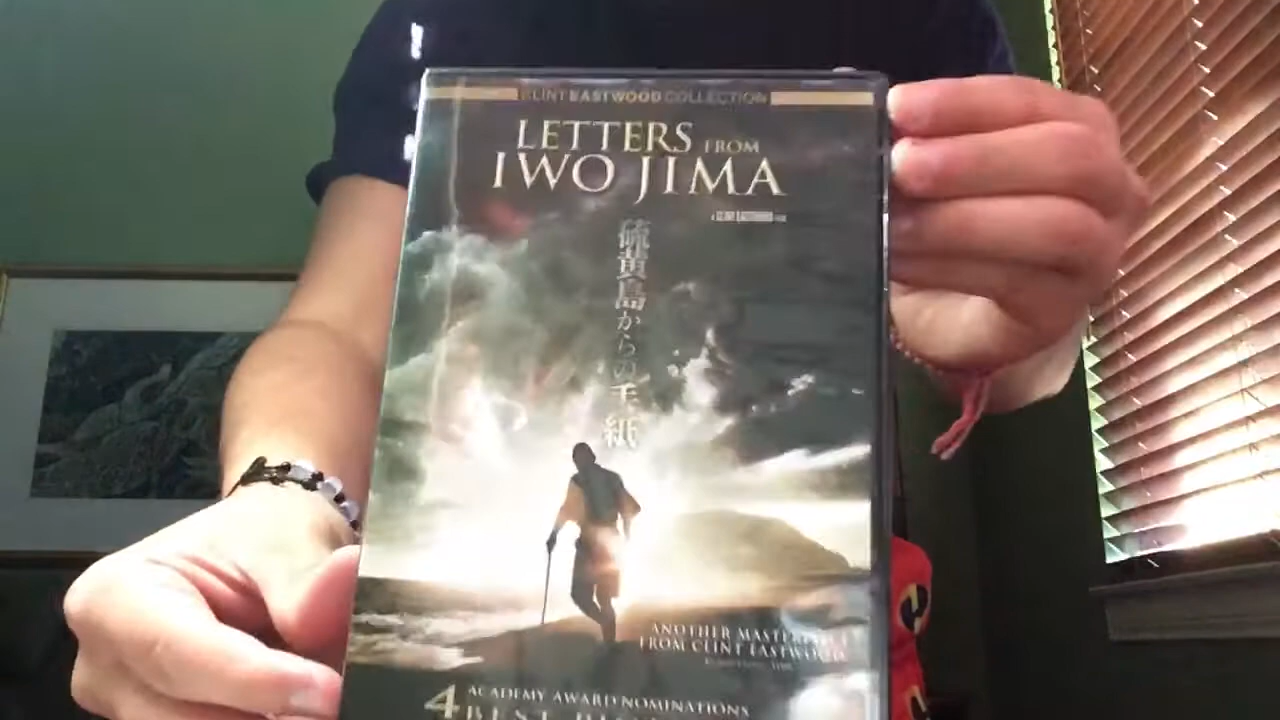 CLINT EASTWOOD COLLECTION
LETTERS FROM
IWO JIMA
硫黄島からの手紙
ANOTHER MASTERPIECE
FROM CLINT EASTWOOD
4 ACADEMY AWARD NOMINATIONS
BEST